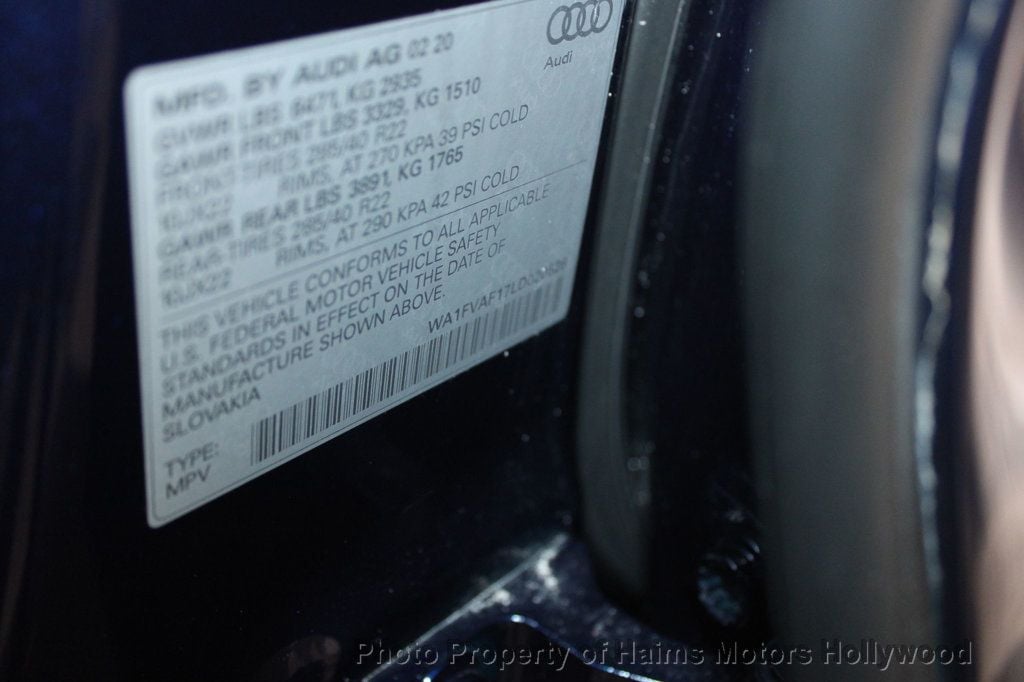 Audi
MFD. BY AUDI AG 02 20
GVWR LBS 6471, KG 2935
GAWR FRONT LBS 3329, KG 1510
FRONT TIRES 285/40 R22
10JX22 RIMS, AT 270 KPA 39 PSI COLD
GAWR REAR LBS 3891, KG 1765
REAR TIRES 285/40 R22
10JX22 RIMS, AT 290 KPA 42 PSI COLD
THIS VEHICLE CONFORMS TO ALL APPLICABLE
U.S. FEDERAL MOTOR VEHICLE SAFETY
STANDARDS IN EFFECT ON THE DATE OF
MANUFACTURE SHOWN ABOVE.
SLOVAKIA
TYPE:
MPV
Photo Property of Haims Motors Hollywood